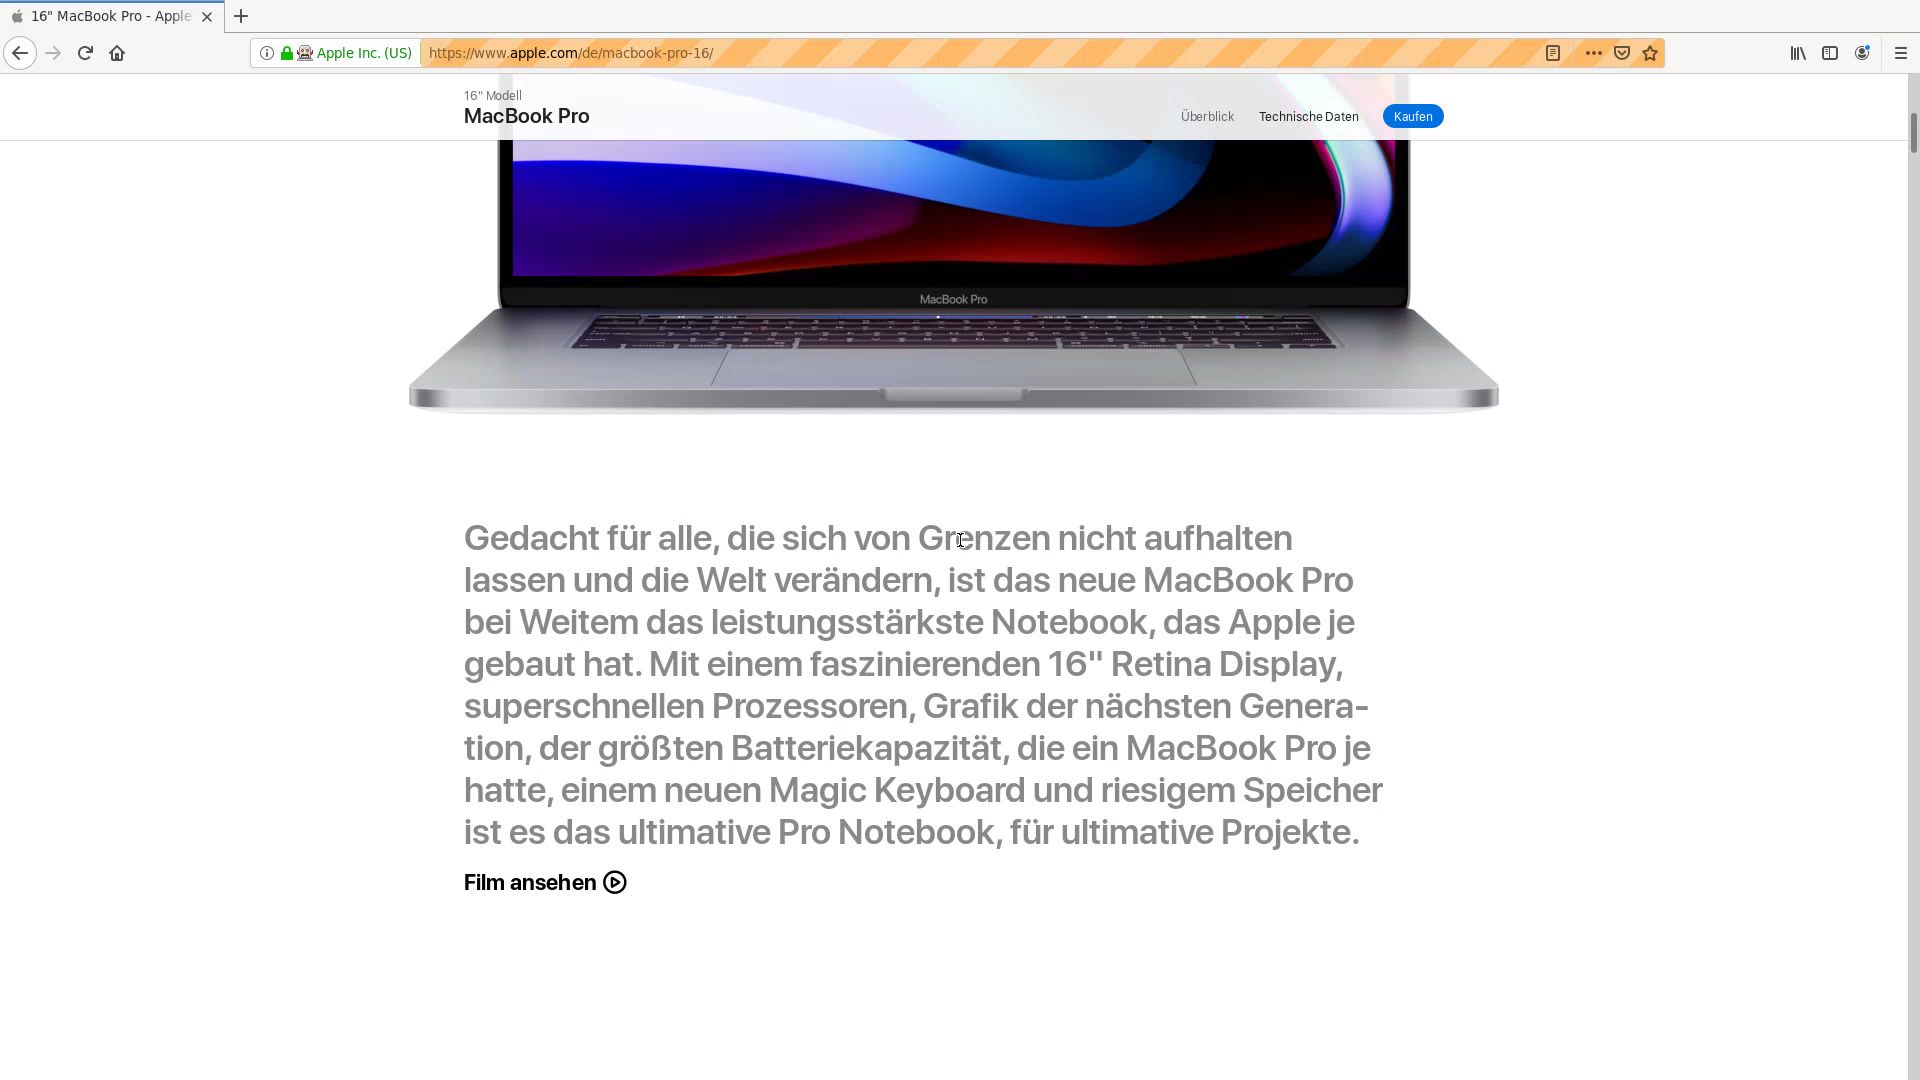 16" MacBook Pro - Apple
Apple Inc. (US)
https://www.apple.com/de/macbook-pro-16/
16" Modell
MacBook Pro
Überblick
Technische Daten
Kaufen
MacBook Pro
Gedacht für alle, die sich von Grenzen nicht aufhalten
lassen und die Welt verändern, ist das neue MacBook Pro
bei Weitem das leistungsstärkste Notebook, das Apple je
gebaut hat. Mit einem faszinierenden 16" Retina Display,
superschnellen Prozessoren, Grafik der nächsten Genera-
tion, der größten Batteriekapazität, die ein MacBook Pro je
hatte, einem neuen Magic Keyboard und riesigem Speicher
ist es das ultimative Pro Notebook, für ultimative Projekte.
Film ansehen